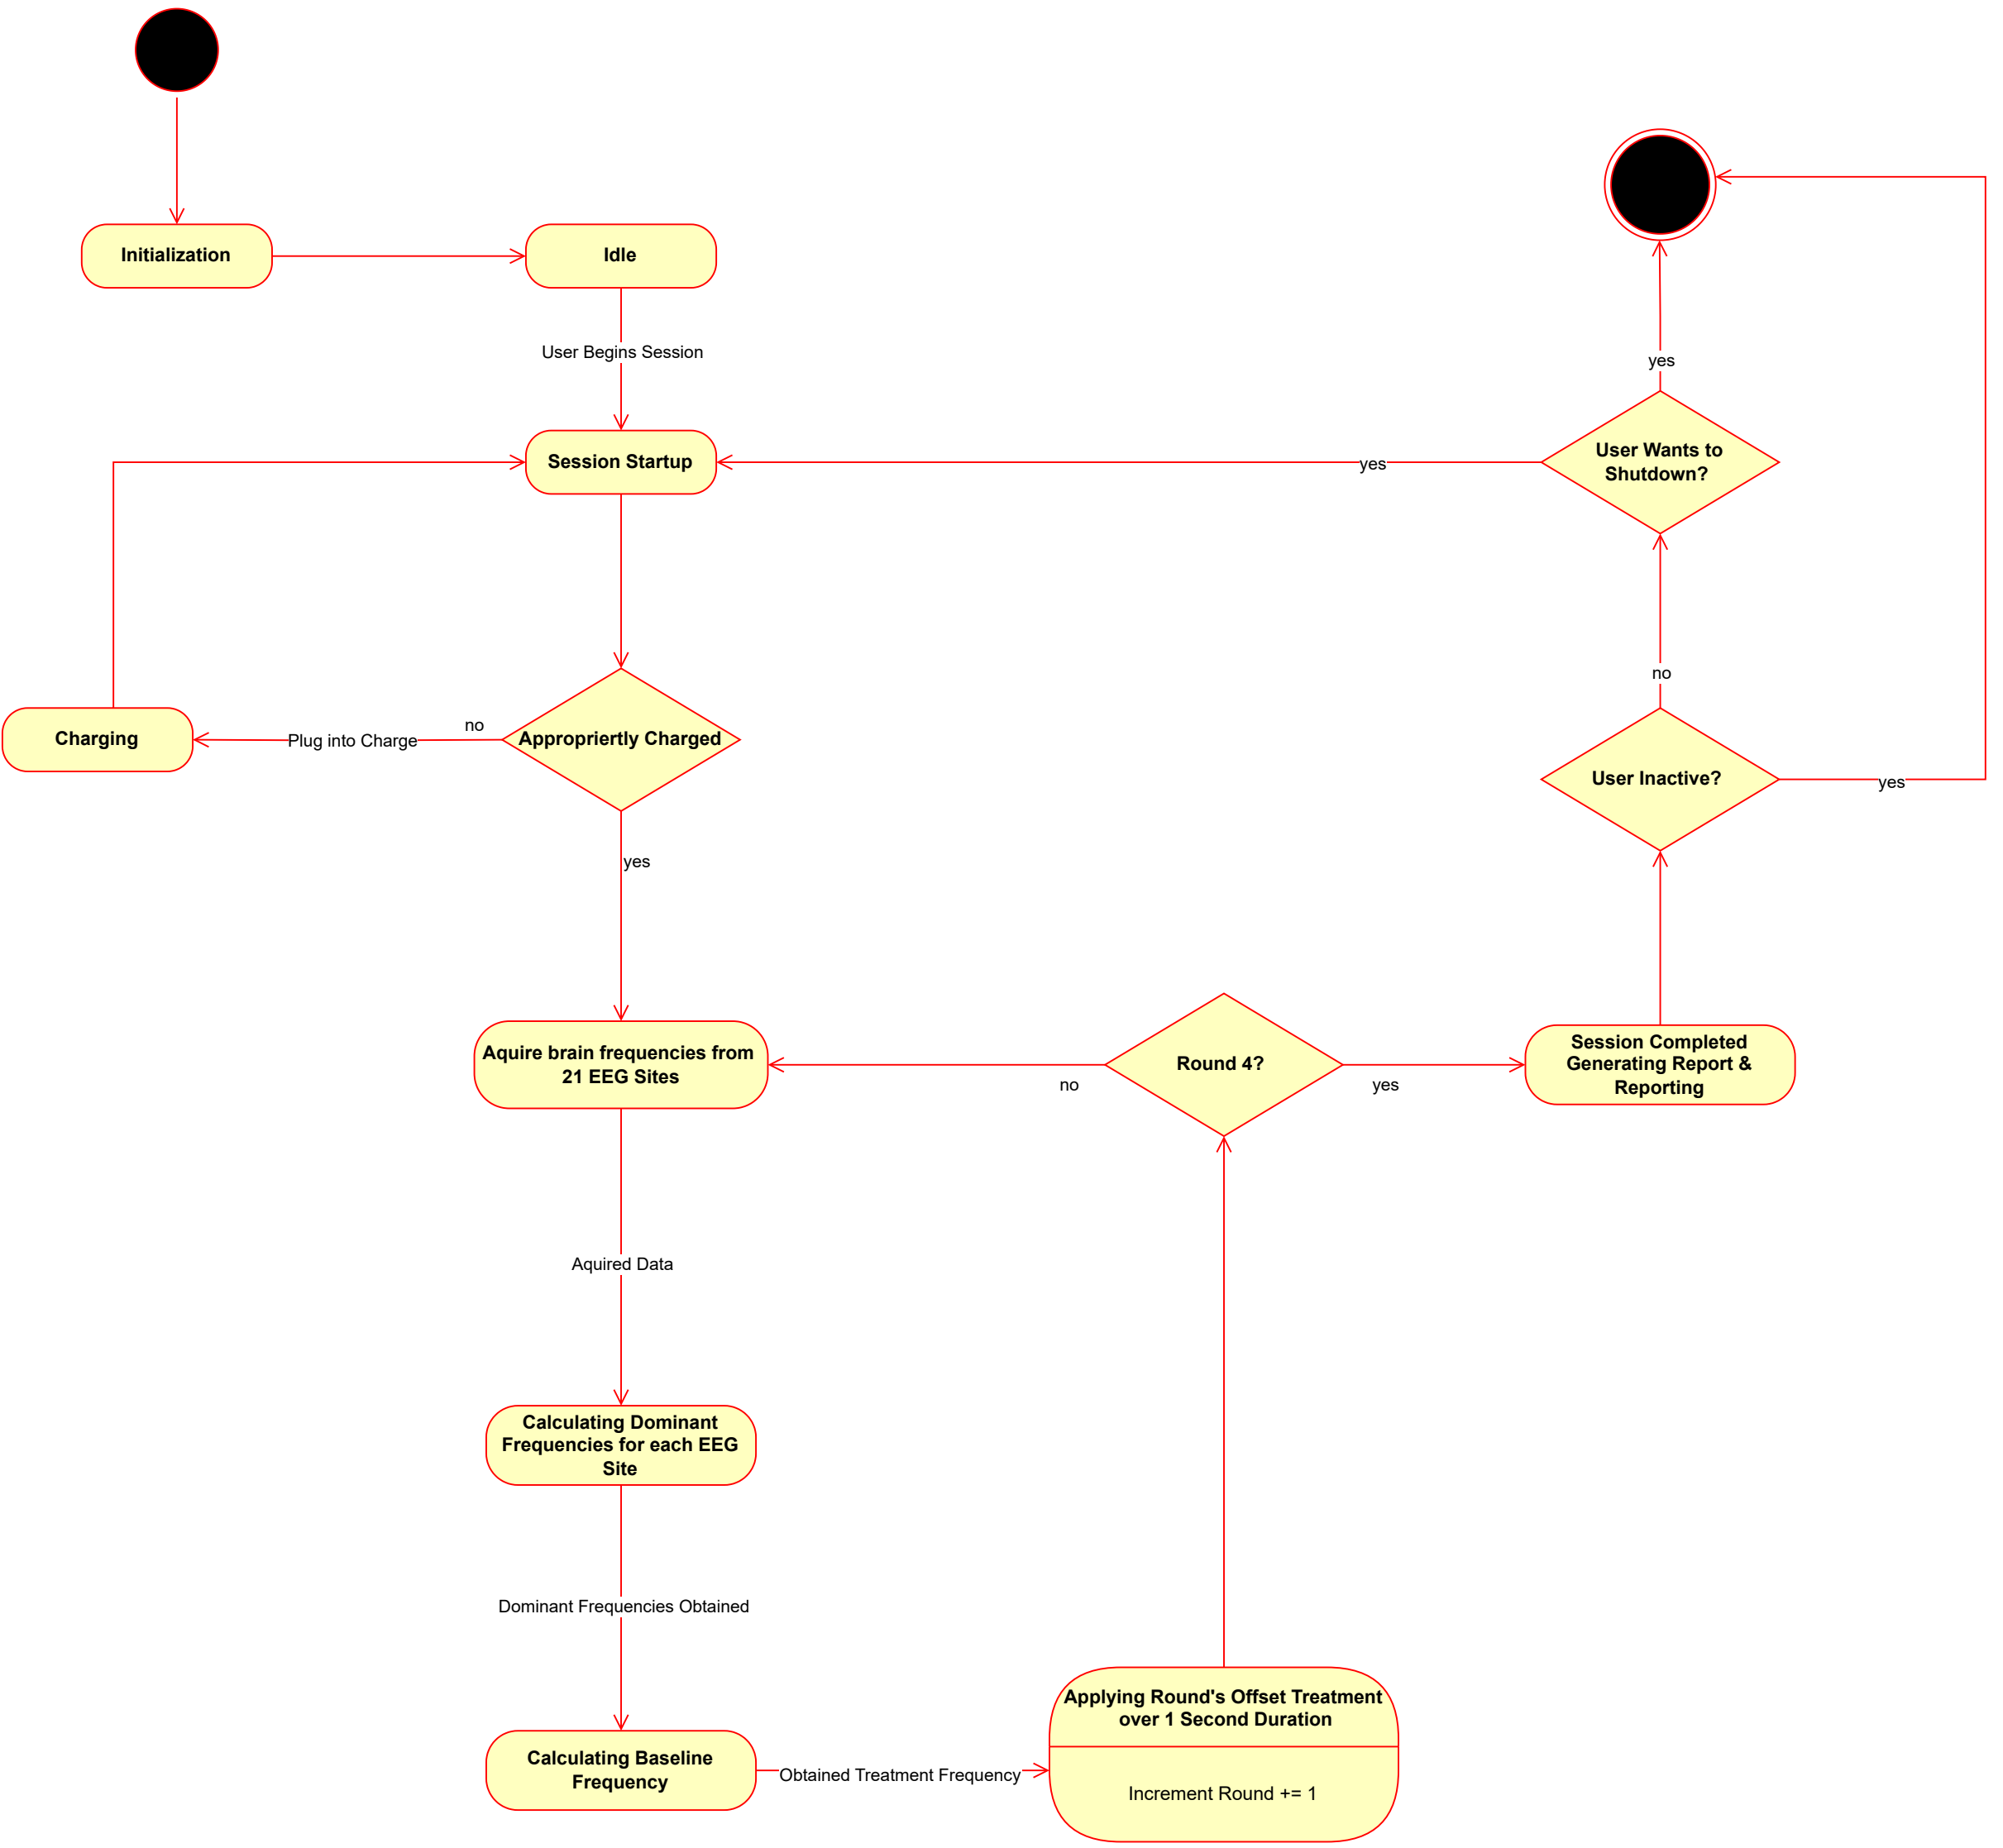 Initialization
Idle
User Begins Session
yes
User Wants to
Shutdown?
Session Startup
yes
no
Charging
Plug into Charge
no
Appropriertly Charged
User Inactive?
yes
yes
Aquire brain frequencies from
21 EEG Sites
no
Round 4?
yes
Session Completed
Generating Report &
Reporting
Aquired Data
Calculating Dominant
Frequencies for each EEG
Site
Dominant Frequencies Obtained
Calculating Baseline
Frequency
Obtained Treatment Frequency
Applying Round's Offset Treatment
over 1 Second Duration
Increment Round += 1